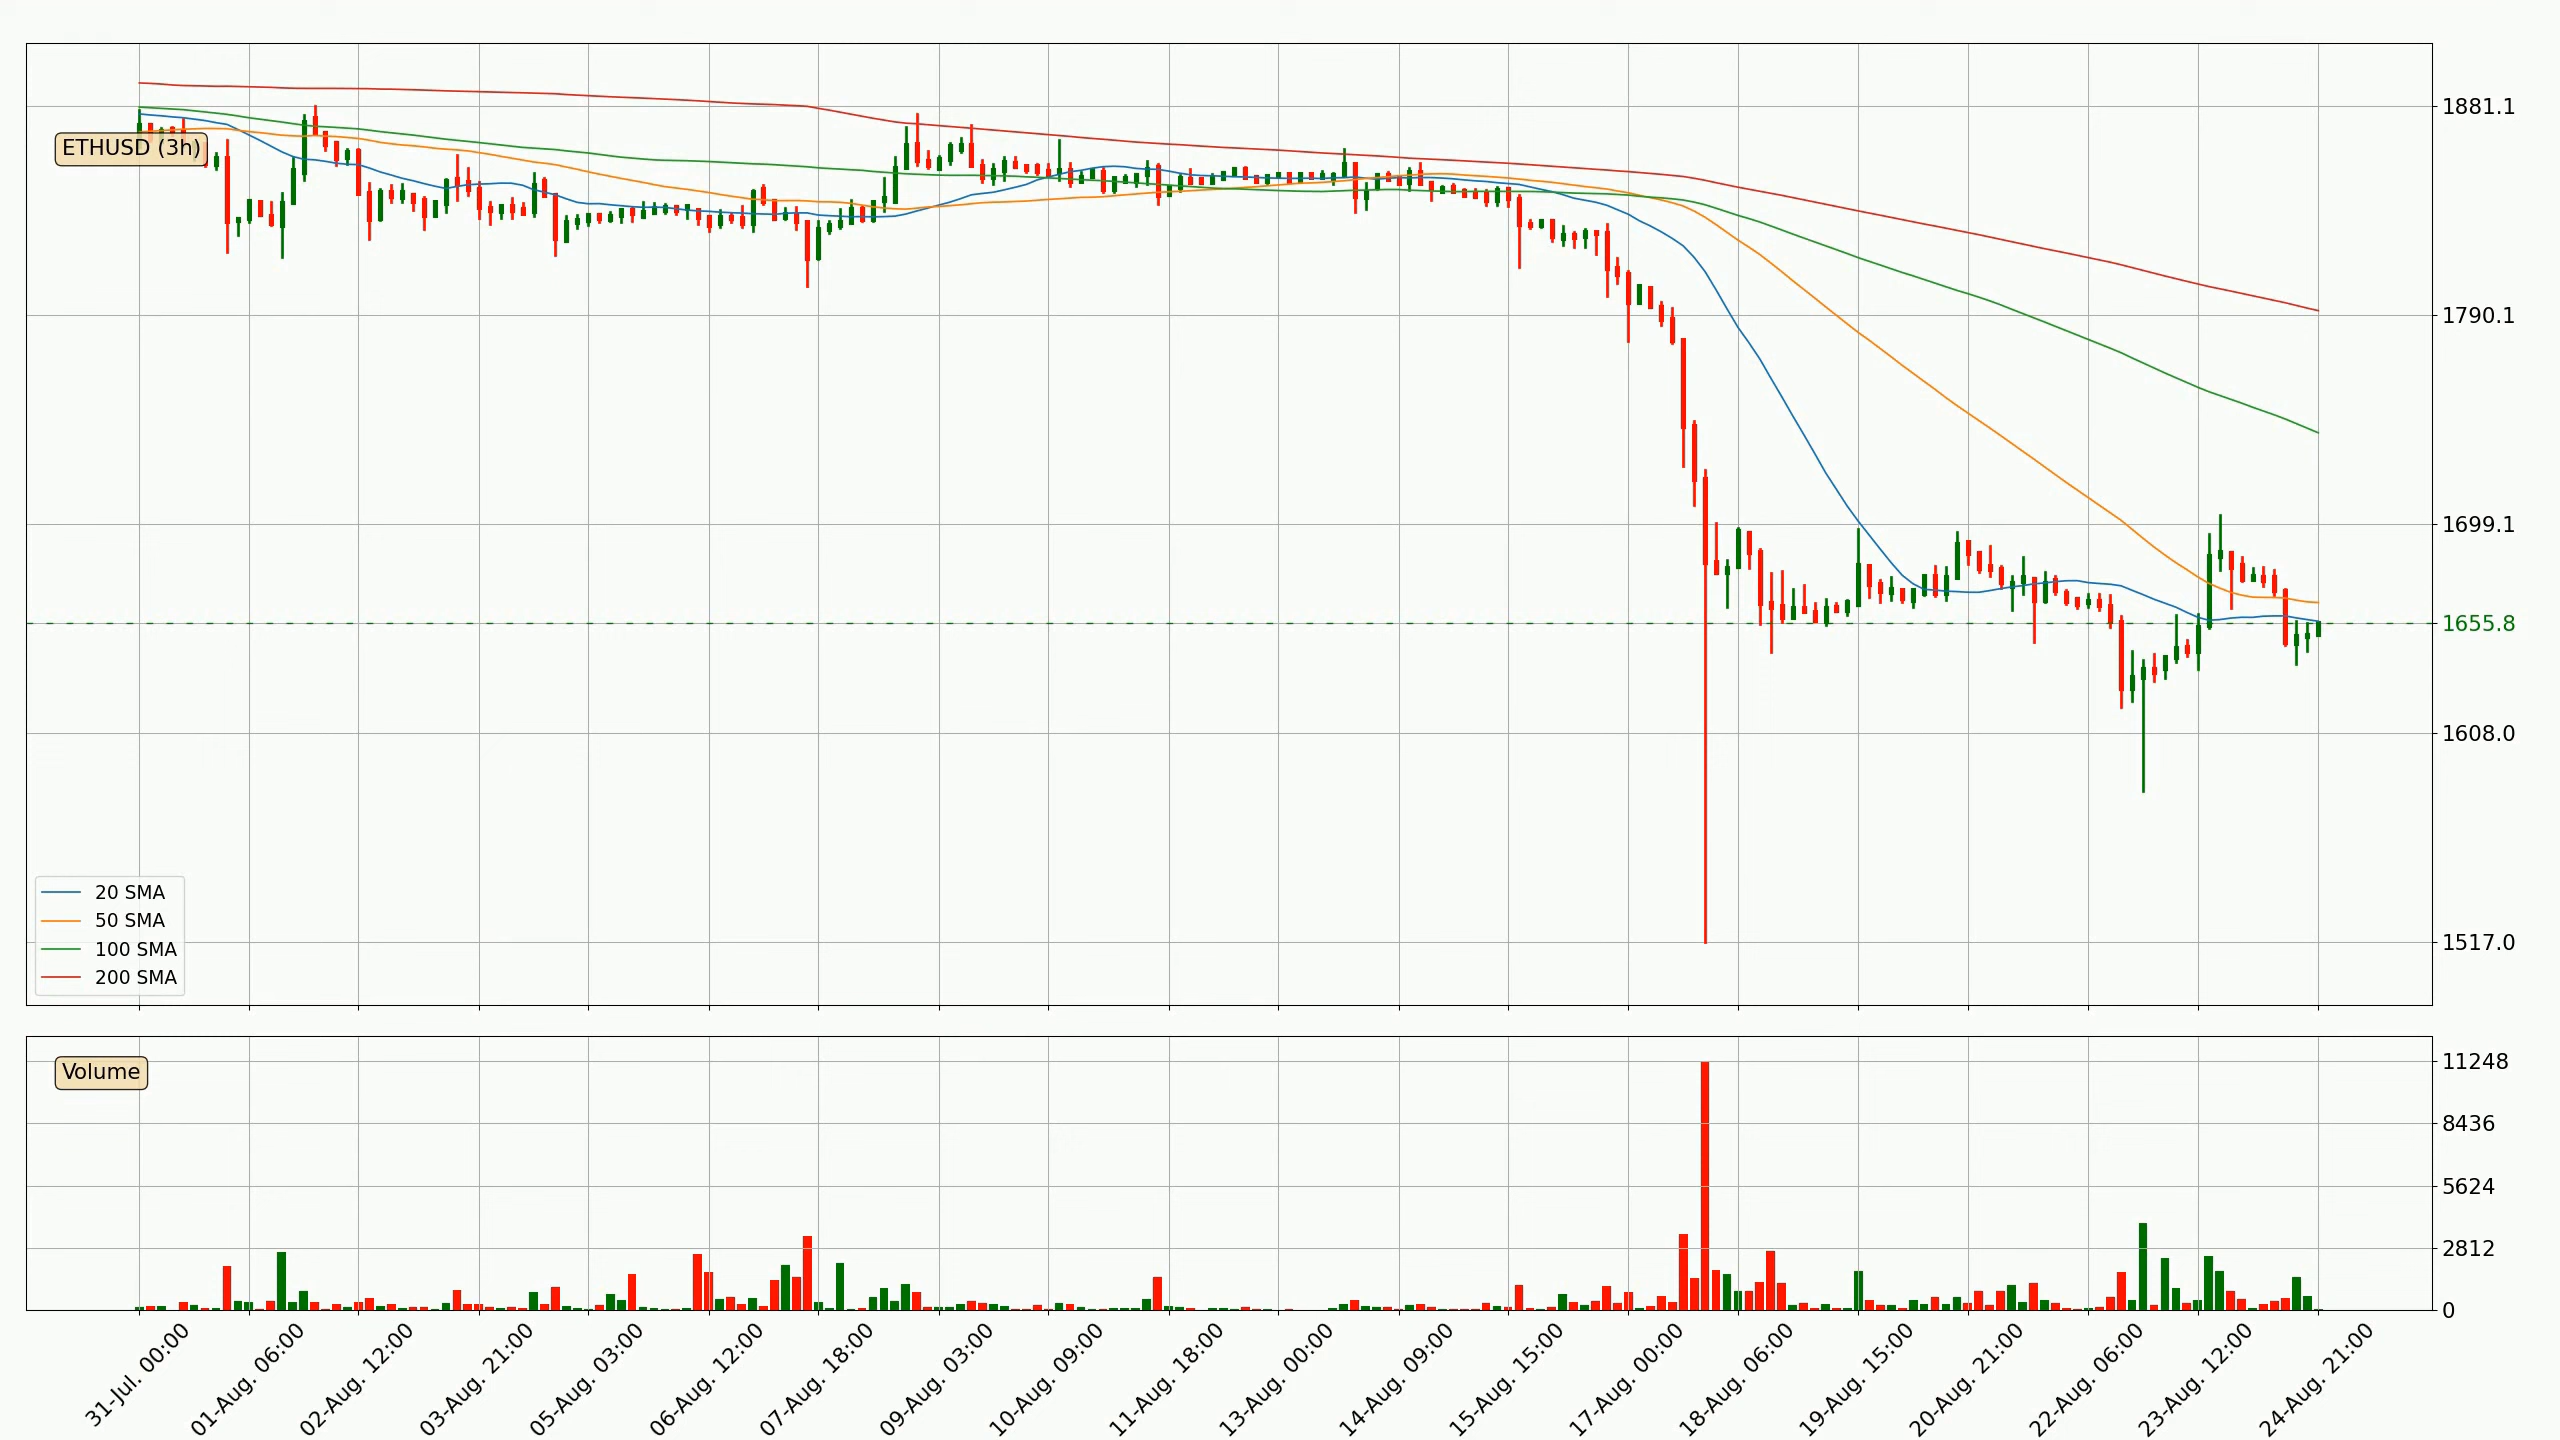 ETHUSD (3h)
1881.1
1790.1
1699.1
1655.8
1608.0
1517.0
20 SMA
50 SMA
100 SMA
200 SMA
Volume
11248
8436
5624
2812
0
31-Jul. 00:00
01-Aug. 06:00
02-Aug. 12:00
03-Aug. 21:00
05-Aug. 03:00
06-Aug. 12:00
07-Aug. 18:00
09-Aug. 03:00
10-Aug. 09:00
11-Aug. 18:00
13-Aug. 00:00
14-Aug. 09:00
15-Aug. 15:00
17-Aug. 00:00
18-Aug. 06:00
19-Aug. 15:00
20-Aug. 21:00
22-Aug. 06:00
23-Aug. 12:00
24-Aug. 21:00